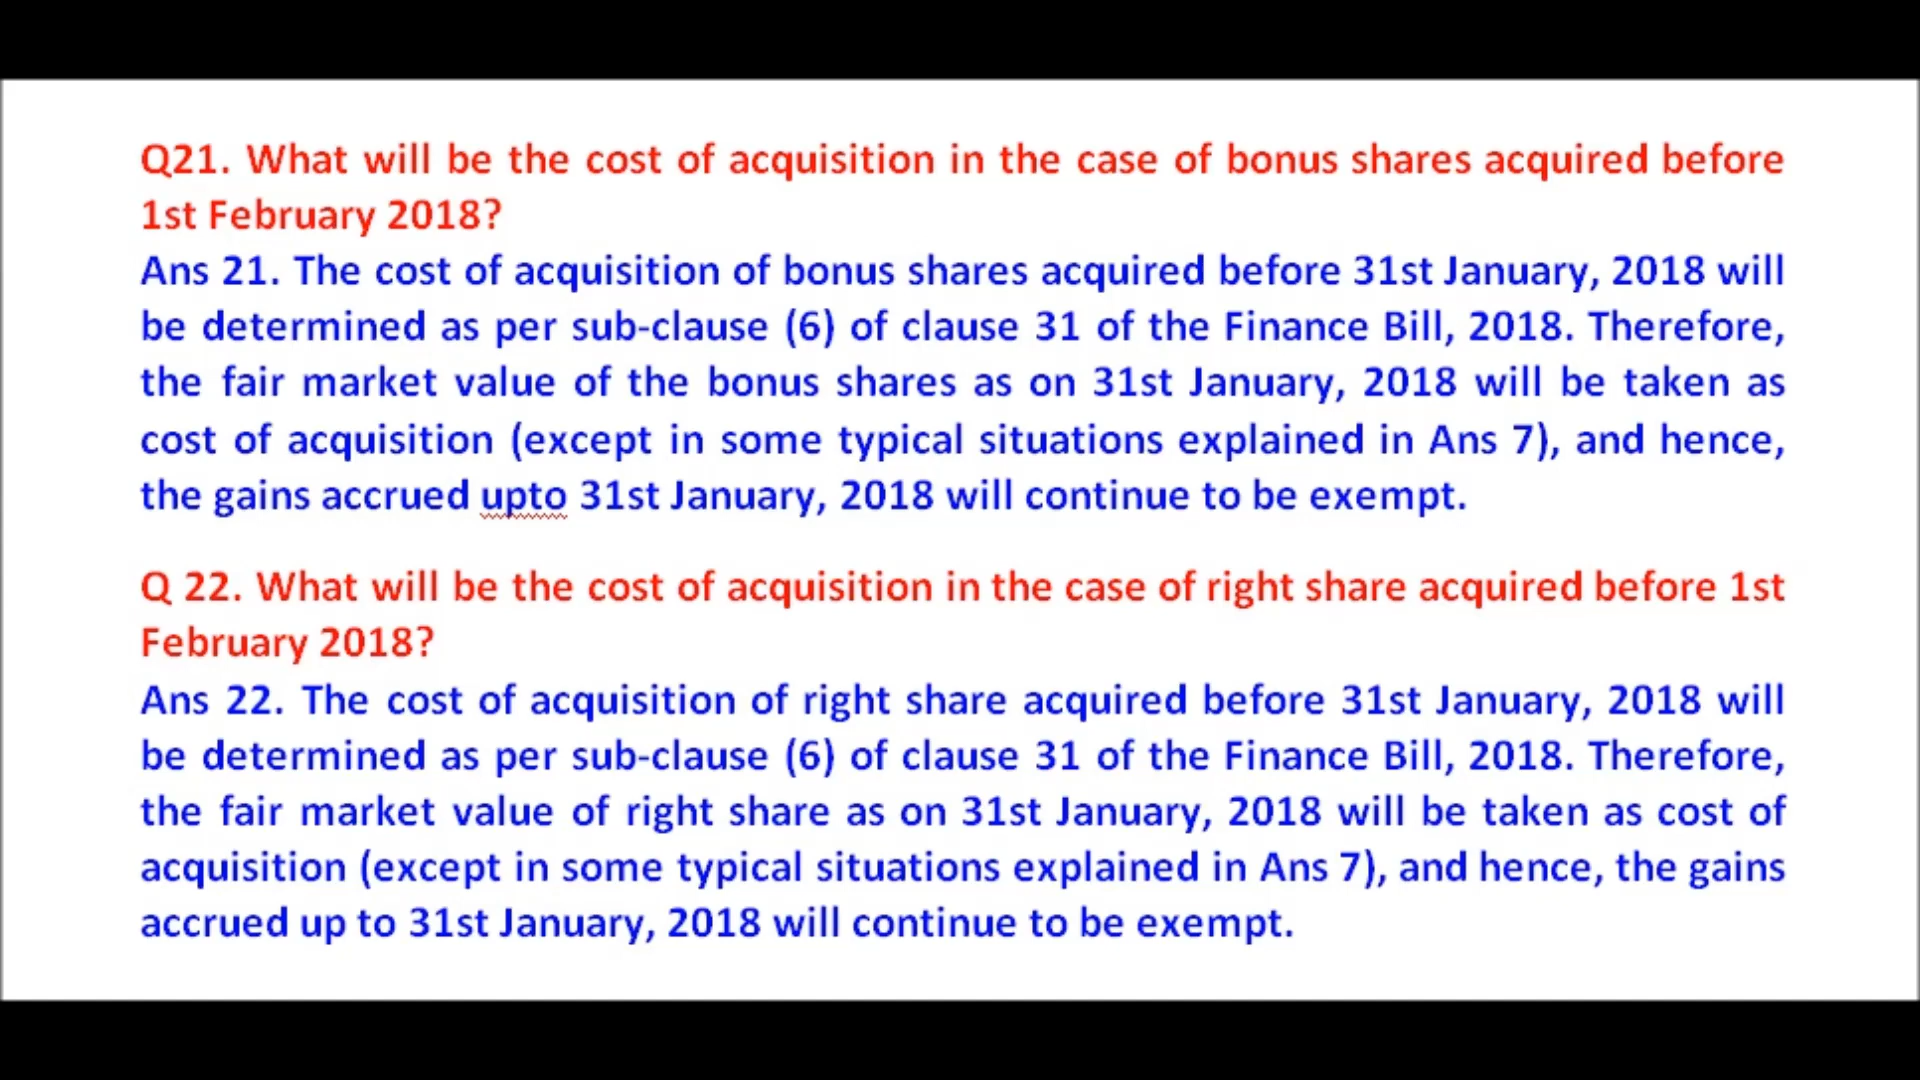 Q21. What will be the cost of acquisition in the case of bonus shares acquired before
1st February 2018?
Ans 21. The cost of acquisition of bonus shares acquired before 31st January, 2018 will
be determined as per sub-clause (6) of clause 31 of the Finance Bill, 2018. Therefore,
the fair market value of the bonus shares as on 31st January, 2018 will be taken as
cost of acquisition (except in some typical situations explained in Ans 7), and hence,
the gains accrued upto 31st January, 2018 will continue to be exempt.
Q 22. What will be the cost of acquisition in the case of right share acquired before 1st
February 2018?
Ans 22. The cost of acquisition of right share acquired before 31st January, 2018 will
be determined as per sub-clause (6) of clause 31 of the Finance Bill, 2018. Therefore,
the fair market value of right share as on 31st January, 2018 will be taken as cost of
acquisition (except in some typical situations explained in Ans 7), and hence, the gains
accrued up to 31st January, 2018 will continue to be exempt.